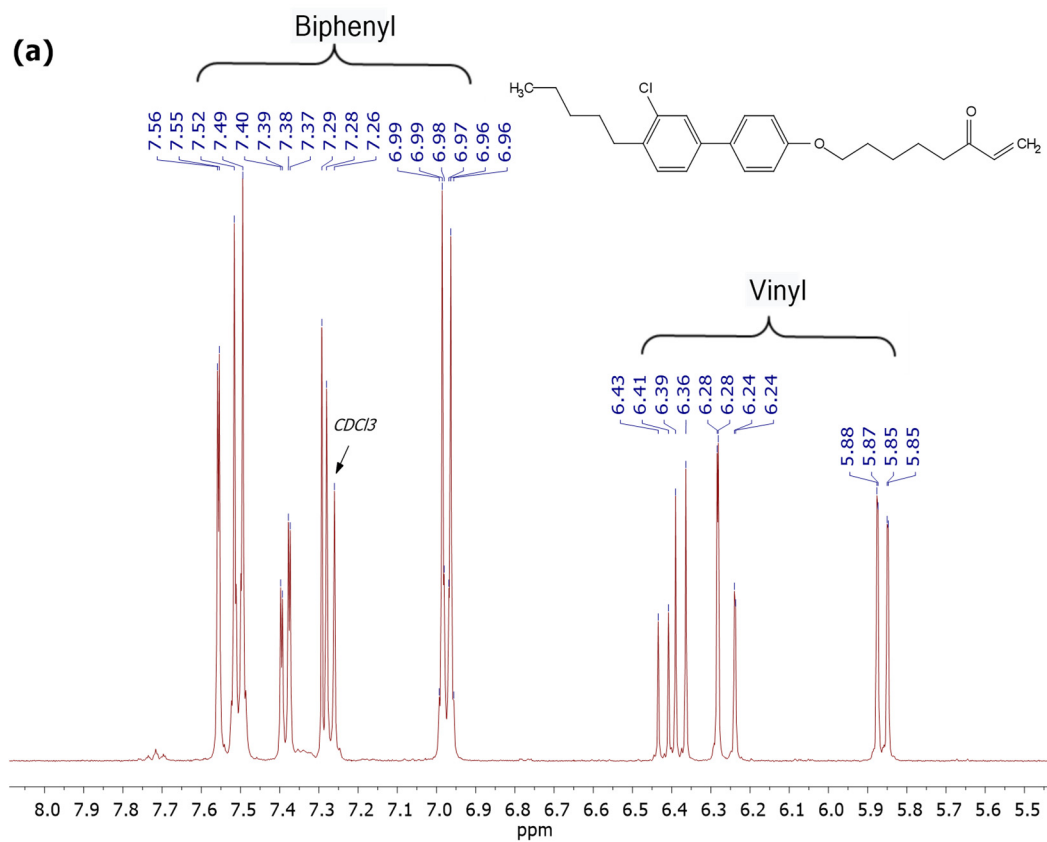 (a)
Biphenyl
7.56 7.55 7.52 7.49 7.40 7.39 7.38 7.37 7.29 7.28 7.26 6.99 6.99 6.98 6.97 6.96 6.96
H3C
Cl
O
O
CH2
Vinyl
6.43 6.41 6.39 6.36 6.28 6.28 6.24 6.24 5.88 5.87 5.85 5.85
CDCl3
8.0 7.9 7.8 7.7 7.6 7.5 7.4 7.3 7.2 7.1 7.0 6.9 6.8 6.7 6.6 6.5 6.4 6.3 6.2 6.1 6.0 5.9 5.8 5.7 5.6 5.5
ppm